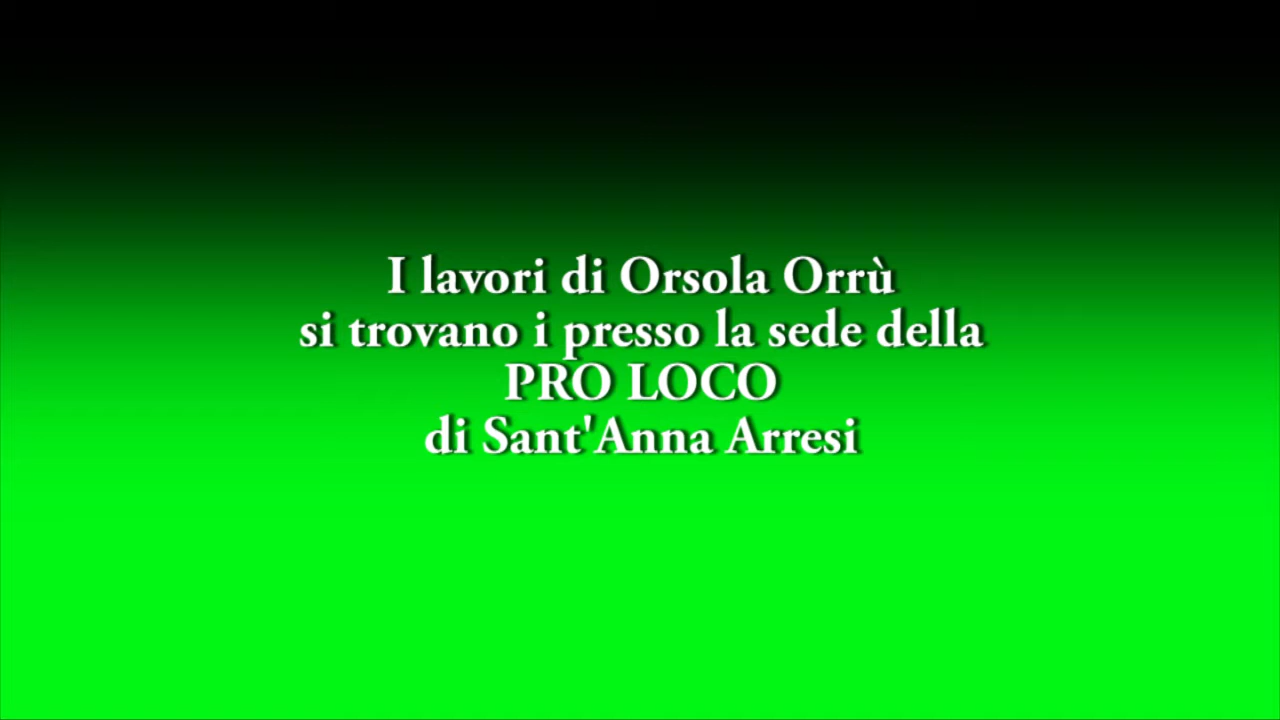 I lavori di Orsola Orrù
si trovano i presso la sede della
PRO LOCO
di Sant'Anna Arresi